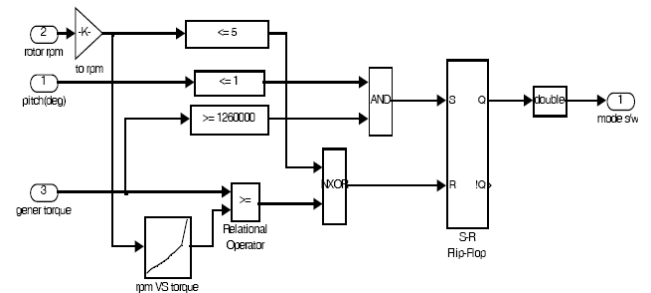 2
rotor rpm
-K-
to rpm
<= 5
1
pitch(deg)
<= 1
>= 1260000
AND
S
Q
R
!Q
S-R
Flip-Flop
double
1
mode s/w
3
gener torque
>=
Relational
Operator
NXOR
rpm VS torque